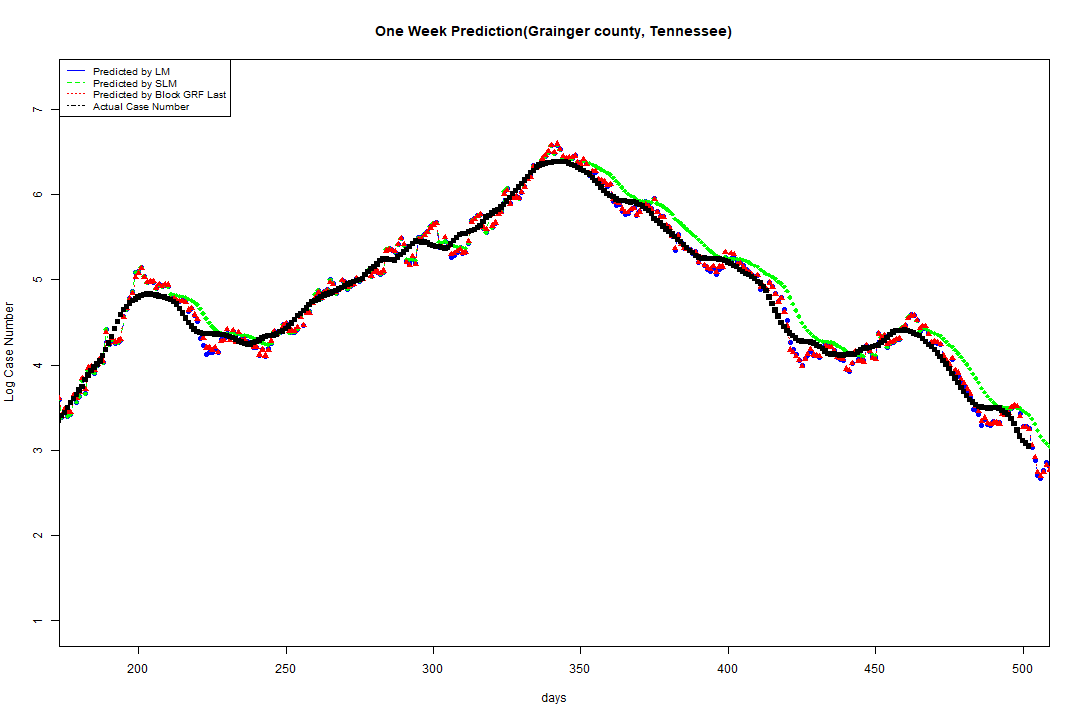 One Week Prediction(Grainger county, Tennessee)
Predicted by LM
Predicted by SLM
Predicted by Block GRF Last
Actual Case Number
7
6
5
4
3
2
1
Log Case Number
200 250 300 350 400 450 500
days